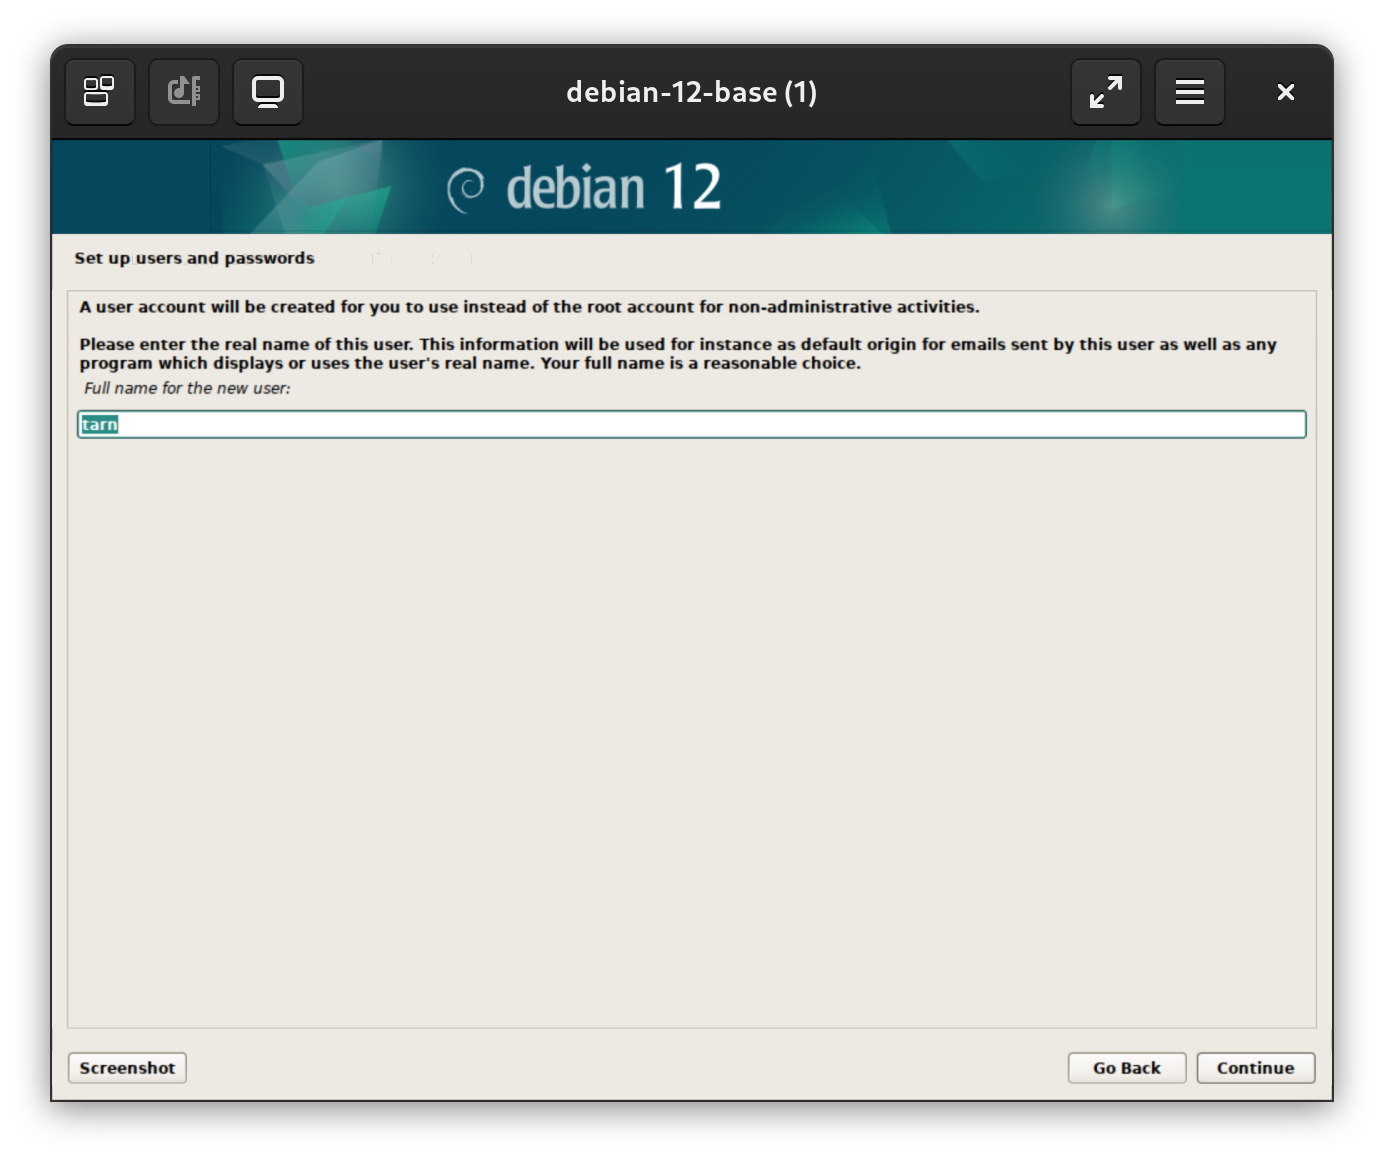 debian-12-base (1)
debian 12
Set up users and passwords
A user account will be created for you to use instead of the root account for non-administrative activities.
Please enter the real name of this user. This information will be used for instance as default origin for emails sent by this user as well as any
program which displays or uses the user's real name. Your full name is a reasonable choice.
Full name for the new user:
tarn
Screenshot
Go Back
Continue